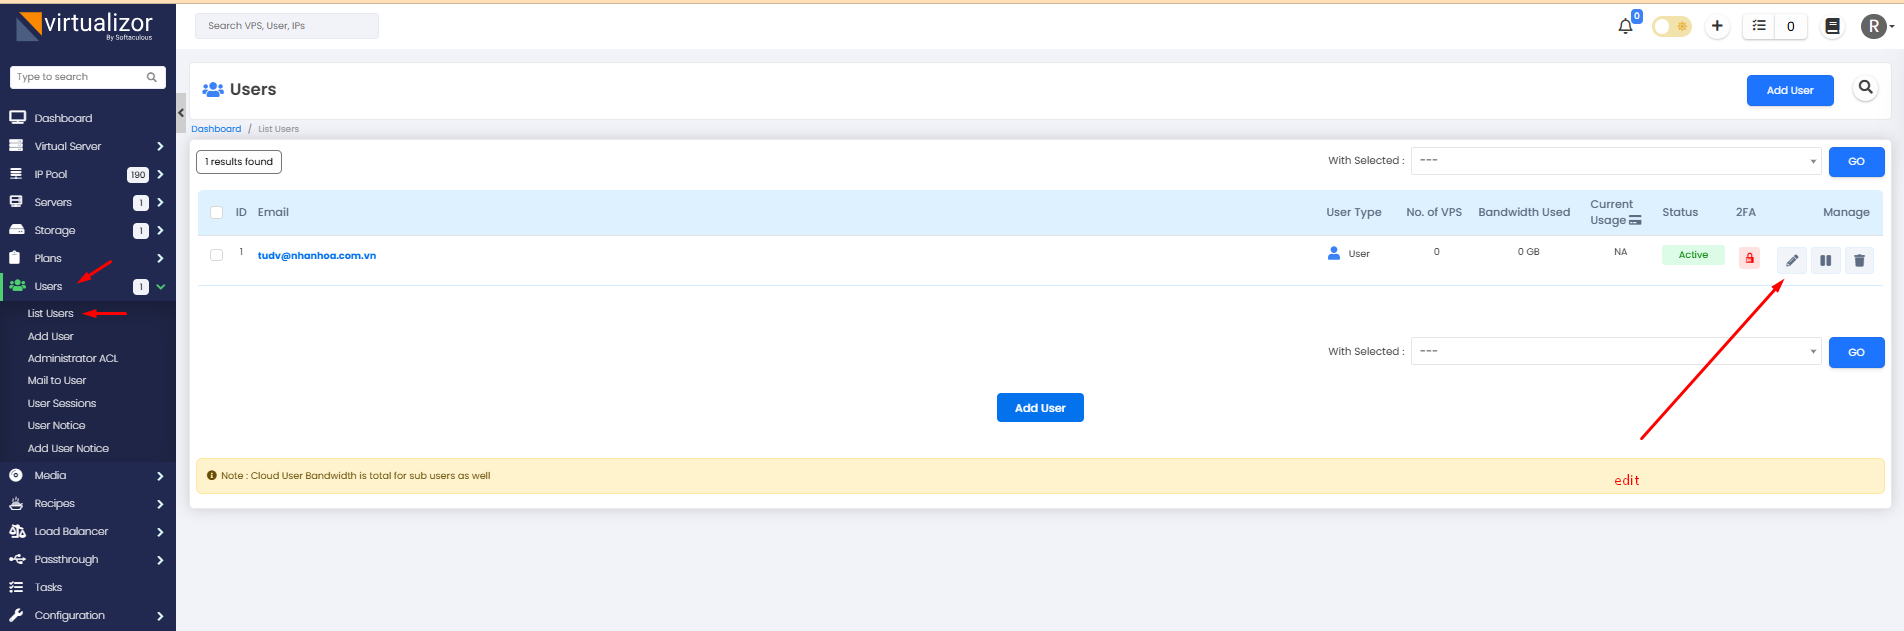 virtualizor
By Softaculous
Search VPS, User, IPs
0
0
R
Type to search
Users
Add User
Dashboard
Virtual Server
IP Pool 190
Servers 1
Storage 1
Plans
Users 1
List Users
Add User
Administrator ACL
Mail to User
User Sessions
User Notice
Add User Notice
Media
Recipes
Load Balancer
Passthrough
Tasks
Configuration
Dashboard / List Users
1 results found
With Selected : --- GO
ID Email User Type No. of VPS Bandwidth Used Current Usage Status 2FA Manage
1 tudv@nhanhoa.com.vn User 0 0 GB NA Active
With Selected : --- GO
Add User
Note : Cloud User Bandwidth is total for sub users as well
edit